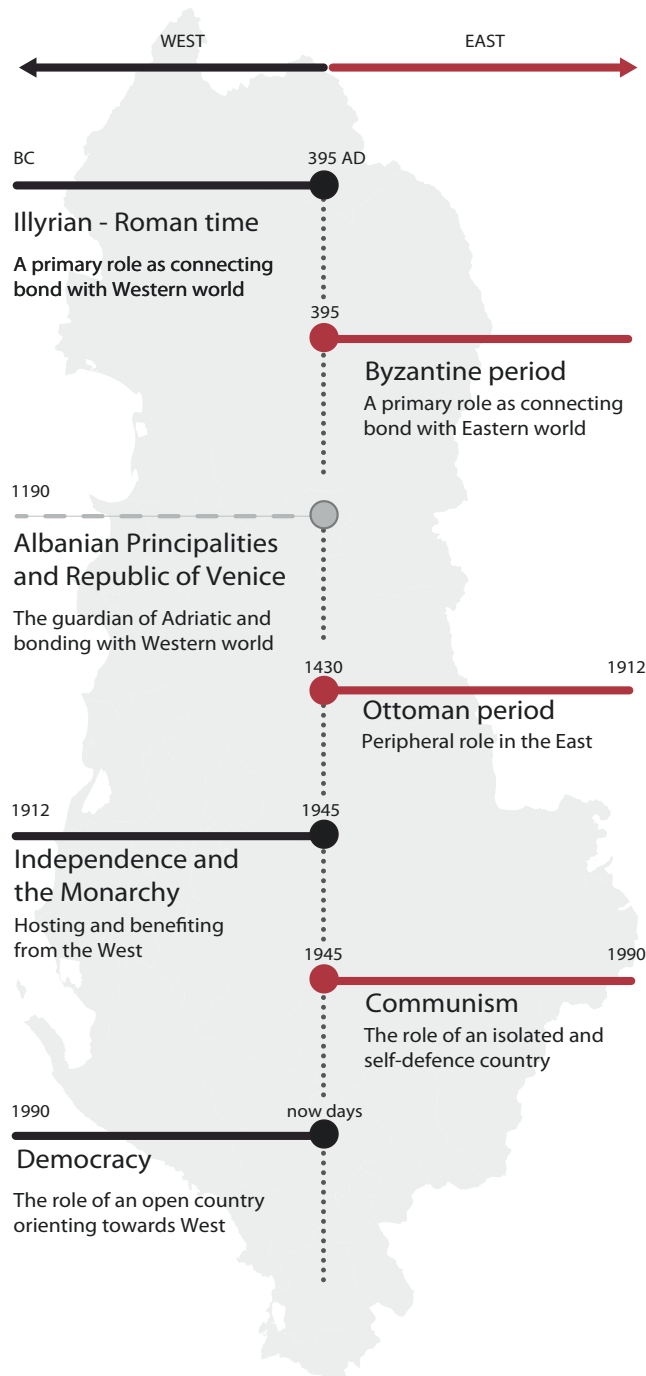 WEST
EAST
BC
395 AD
Illyrian - Roman time
A primary role as connecting
bond with Western world
395
Byzantine period
A primary role as connecting
bond with Eastern world
1190
Albanian Principalities
and Republic of Venice
The guardian of Adriatic and
bonding with Western world
1430
1912
Ottoman period
Peripheral role in the East
1912
1945
Independence and
the Monarchy
Hosting and benefiting
from the West
1945
1990
Communism
The role of an isolated and
self-defence country
1990
now days
Democracy
The role of an open country
orienting towards West